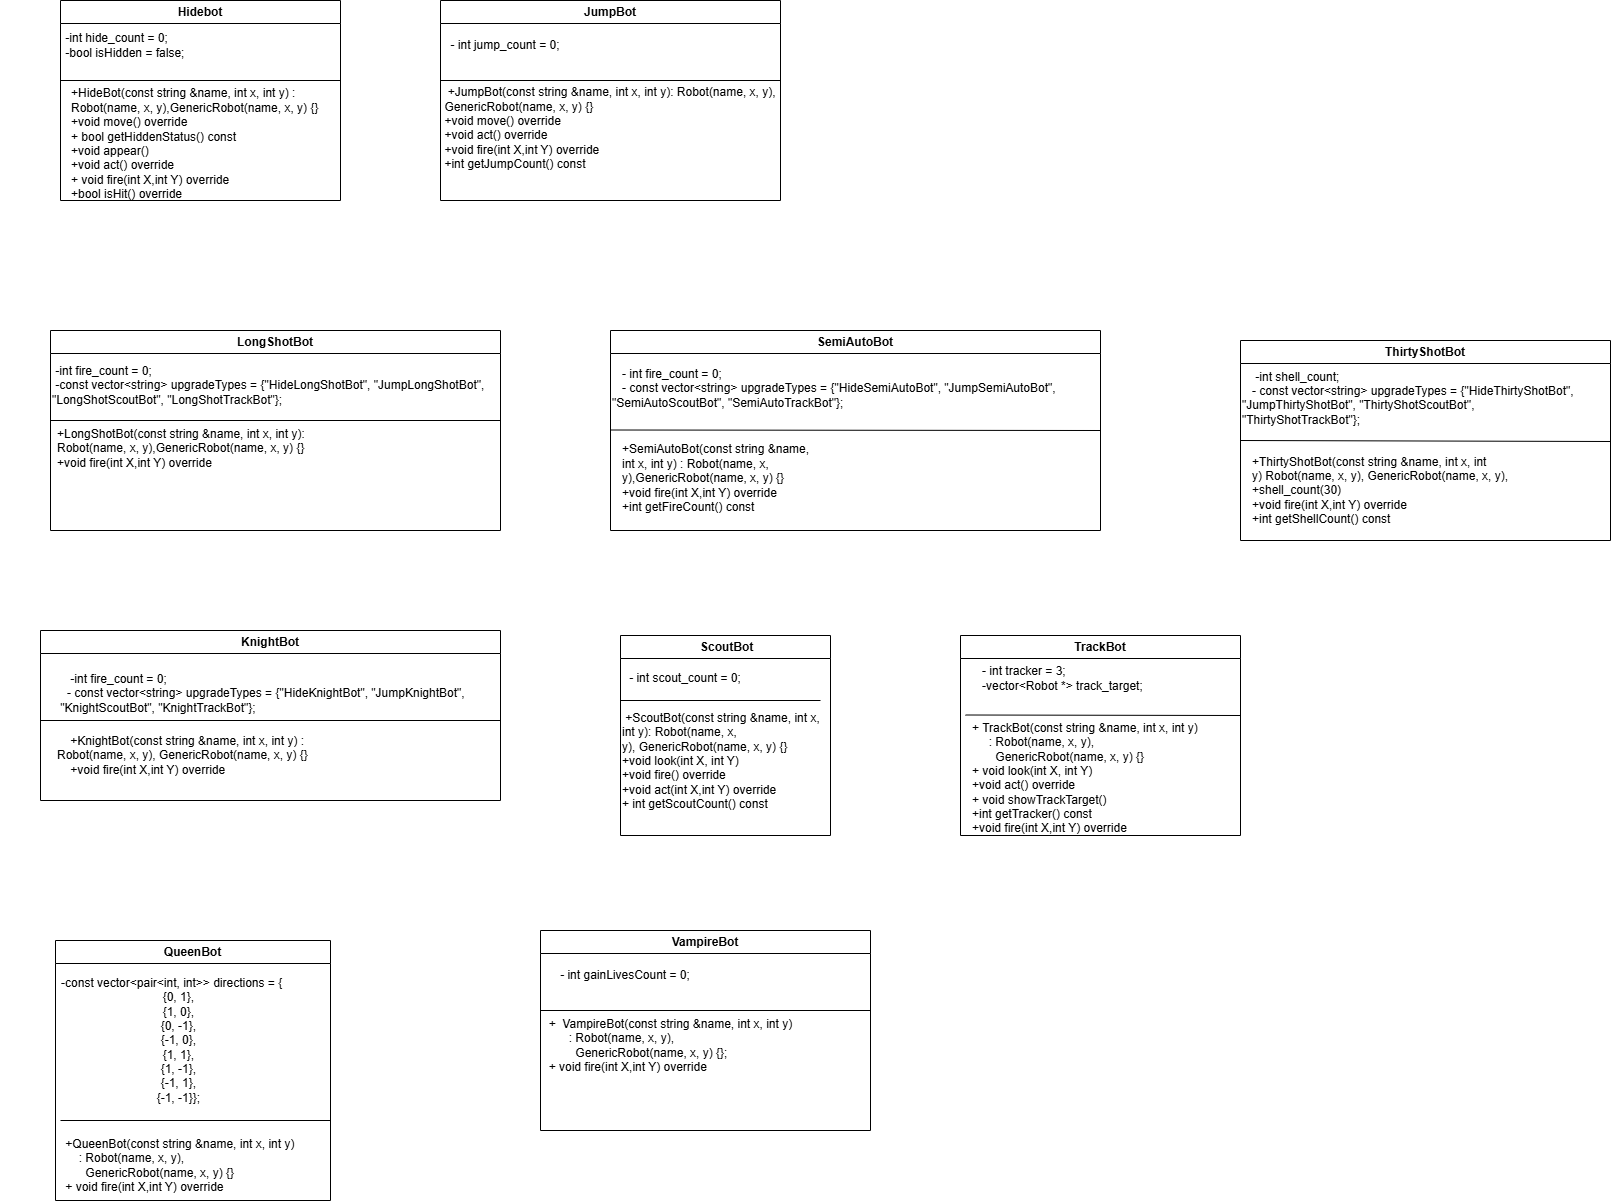 Hidebot
-int hide_count = 0;
-bool isHidden = false;
+HideBot(const string &name, int x, int y) :
Robot(name, x, y),GenericRobot(name, x, y) {}
+void move() override
+ bool getHiddenStatus() const
+void appear()
+void act() override
+ void fire(int X,int Y) override
+bool isHit() override
JumpBot
- int jump_count = 0;
+JumpBot(const string &name, int x, int y): Robot(name, x, y),
GenericRobot(name, x, y) {}
+void move() override
+void act() override
+void fire(int X,int Y) override
+int getJumpCount() const
LongShotBot
-int fire_count = 0;
-const vector<string> upgradeTypes = {"HideLongShotBot", "JumpLongShotBot",
"LongShotScoutBot", "LongShotTrackBot"};
+LongShotBot(const string &name, int x, int y):
Robot(name, x, y),GenericRobot(name, x, y) {}
+void fire(int X,int Y) override
SemiAutoBot
- int fire_count = 0;
- const vector<string> upgradeTypes = {"HideSemiAutoBot", "JumpSemiAutoBot",
"SemiAutoScoutBot", "SemiAutoTrackBot"};
+SemiAutoBot(const string &name,
int x, int y) : Robot(name, x,
y),GenericRobot(name, x, y) {}
+void fire(int X,int Y) override
+int getFireCount() const
ThirtyShotBot
-int shell_count;
- const vector<string> upgradeTypes = {"HideThirtyShotBot",
"JumpThirtyShotBot", "ThirtyShotScoutBot",
"ThirtyShotTrackBot"};
+ThirtyShotBot(const string &name, int x, int
y) Robot(name, x, y), GenericRobot(name, x, y),
+shell_count(30)
+void fire(int X,int Y) override
+int getShellCount() const
KnightBot
-int fire_count = 0;
- const vector<string> upgradeTypes = {"HideKnightBot", "JumpKnightBot",
"KnightScoutBot", "KnightTrackBot"};
+KnightBot(const string &name, int x, int y) :
Robot(name, x, y), GenericRobot(name, x, y) {}
+void fire(int X,int Y) override
ScoutBot
- int scout_count = 0;
+ScoutBot(const string &name, int x,
int y): Robot(name, x,
y), GenericRobot(name, x, y) {}
+void look(int X, int Y)
+void fire() override
+void act(int X,int Y) override
+ int getScoutCount() const
TrackBot
- int tracker = 3;
-vector<Robot *> track_target;
+ TrackBot(const string &name, int x, int y)
: Robot(name, x, y),
GenericRobot(name, x, y) {}
+ void look(int X, int Y)
+void act() override
+ void showTrackTarget()
+int getTracker() const
+void fire(int X,int Y) override
QueenBot
-const vector<pair<int, int>> directions = {
{0, 1},
{1, 0},
{0, -1},
{-1, 0},
{1, 1},
{1, -1},
{-1, 1},
{-1, -1}};
+QueenBot(const string &name, int x, int y)
: Robot(name, x, y),
GenericRobot(name, x, y) {}
+ void fire(int X,int Y) override
VampireBot
- int gainLivesCount = 0;
+ VampireBot(const string &name, int x, int y)
: Robot(name, x, y),
GenericRobot(name, x, y) {};
+ void fire(int X,int Y) override